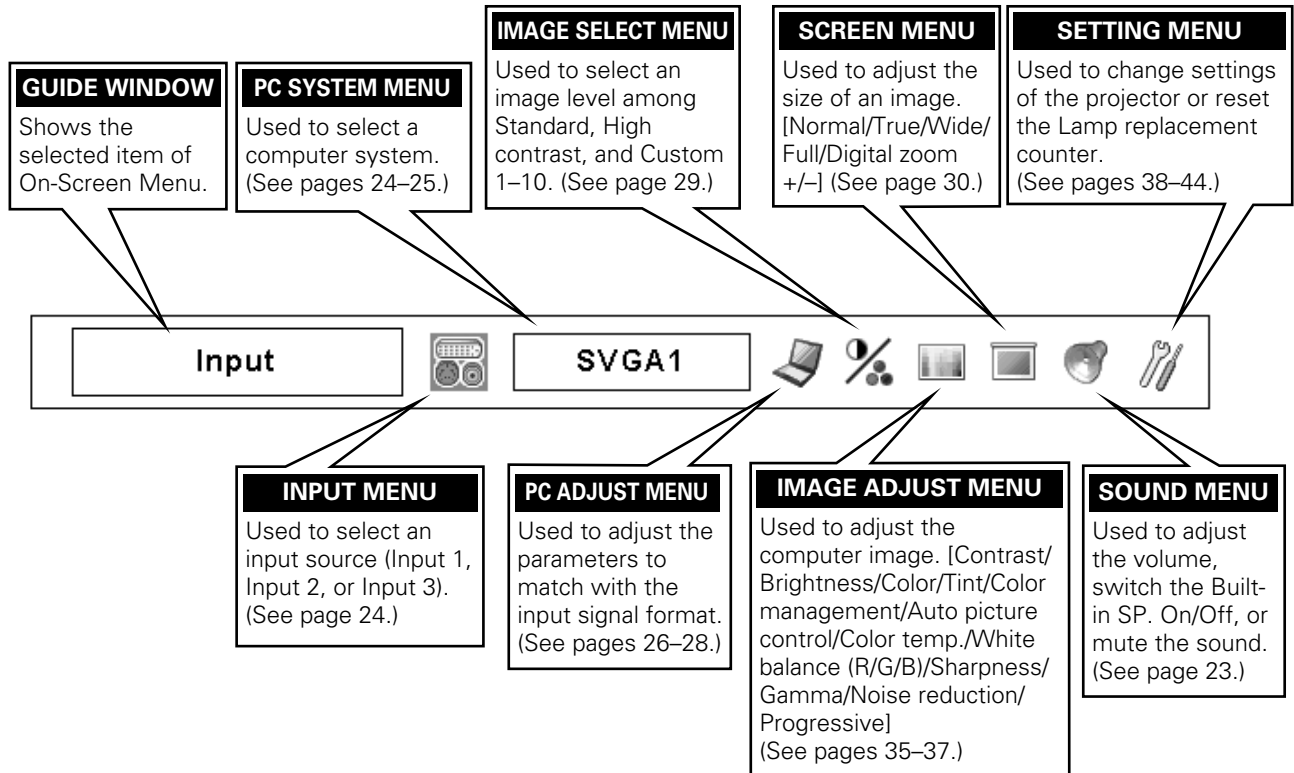 GUIDE WINDOW
Shows the
selected item of
On-Screen Menu.
PC SYSTEM MENU
Used to select a
computer system.
(See pages 24–25.)
IMAGE SELECT MENU
Used to select an
image level among
Standard, High
contrast, and Custom
1–10. (See page 29.)
SCREEN MENU
Used to adjust the
size of an image.
[Normal/True/Wide/
Full/Digital zoom
+/–] (See page 30.)
SETTING MENU
Used to change settings
of the projector or reset
the Lamp replacement
counter.
(See pages 38–44.)
Input
SVGA1
INPUT MENU
Used to select an
input source (Input 1,
Input 2, or Input 3).
(See page 24.)
PC ADJUST MENU
Used to adjust the
parameters to
match with the
input signal format.
(See pages 26–28.)
IMAGE ADJUST MENU
Used to adjust the
computer image. [Contrast/
Brightness/Color/Tint/Color
management/Auto picture
control/Color temp./White
balance (R/G/B)/Sharpness/
Gamma/Noise reduction/
Progressive]
(See pages 35–37.)
SOUND MENU
Used to adjust
the volume,
switch the Built-
in SP. On/Off, or
mute the sound.
(See page 23.)